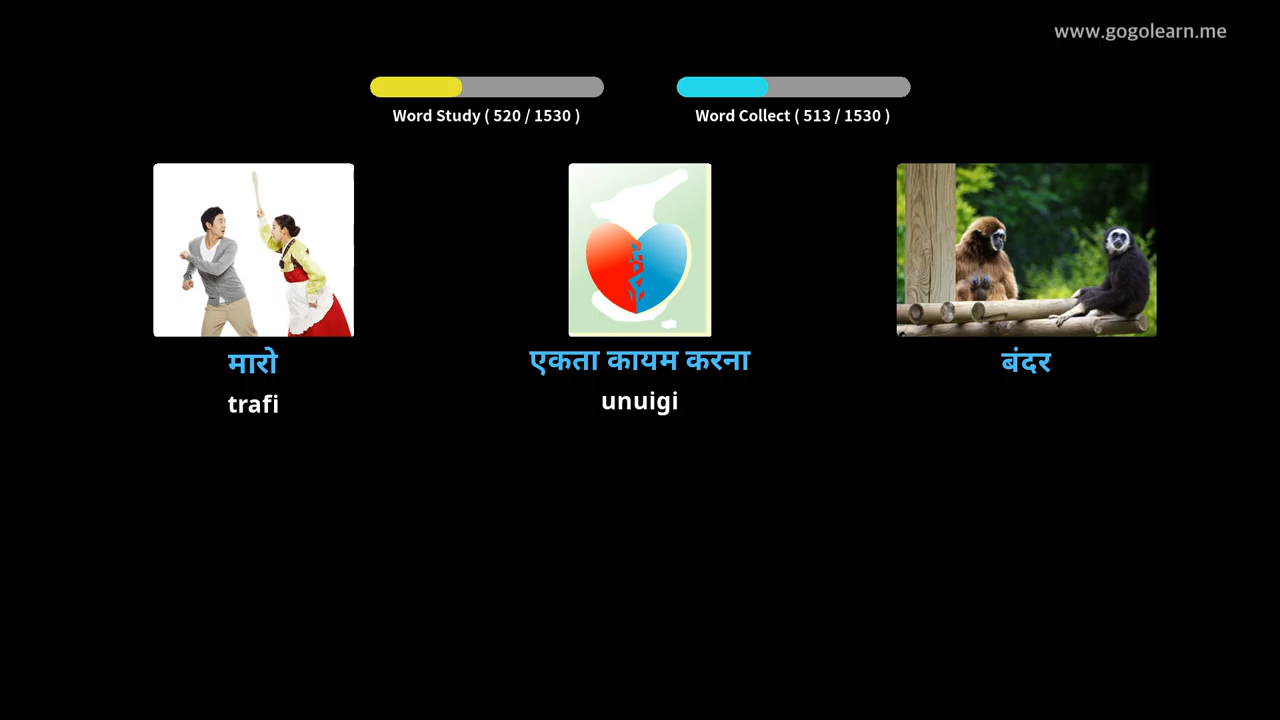 www.gogolearn.me
Word Study ( 520 / 1530 )
Word Collect ( 513 / 1530 )
मारो
एकता कायम करना
बंदर
trafi
unuigi